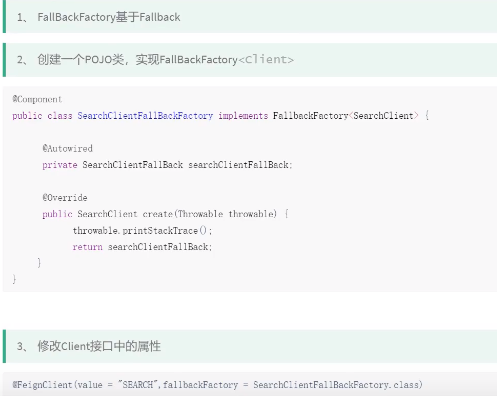 1、 FallBackFactory基于Fallback
2、 创建一个POJO类，实现FallBackFactory<Client>
@Component
public class SearchClientFallBackFactory implements FallbackFactory<SearchClient> {
@Autowired
private SearchClientFallBack searchClientFallBack;
@Override
public SearchClient create(Throwable throwable) {
throwable.printStackTrace();
return searchClientFallBack;
}
}
3、 修改Client接口中的属性
@FeignClient(value = "SEARCH",fallbackFactory = SearchClientFallBackFactory.class)